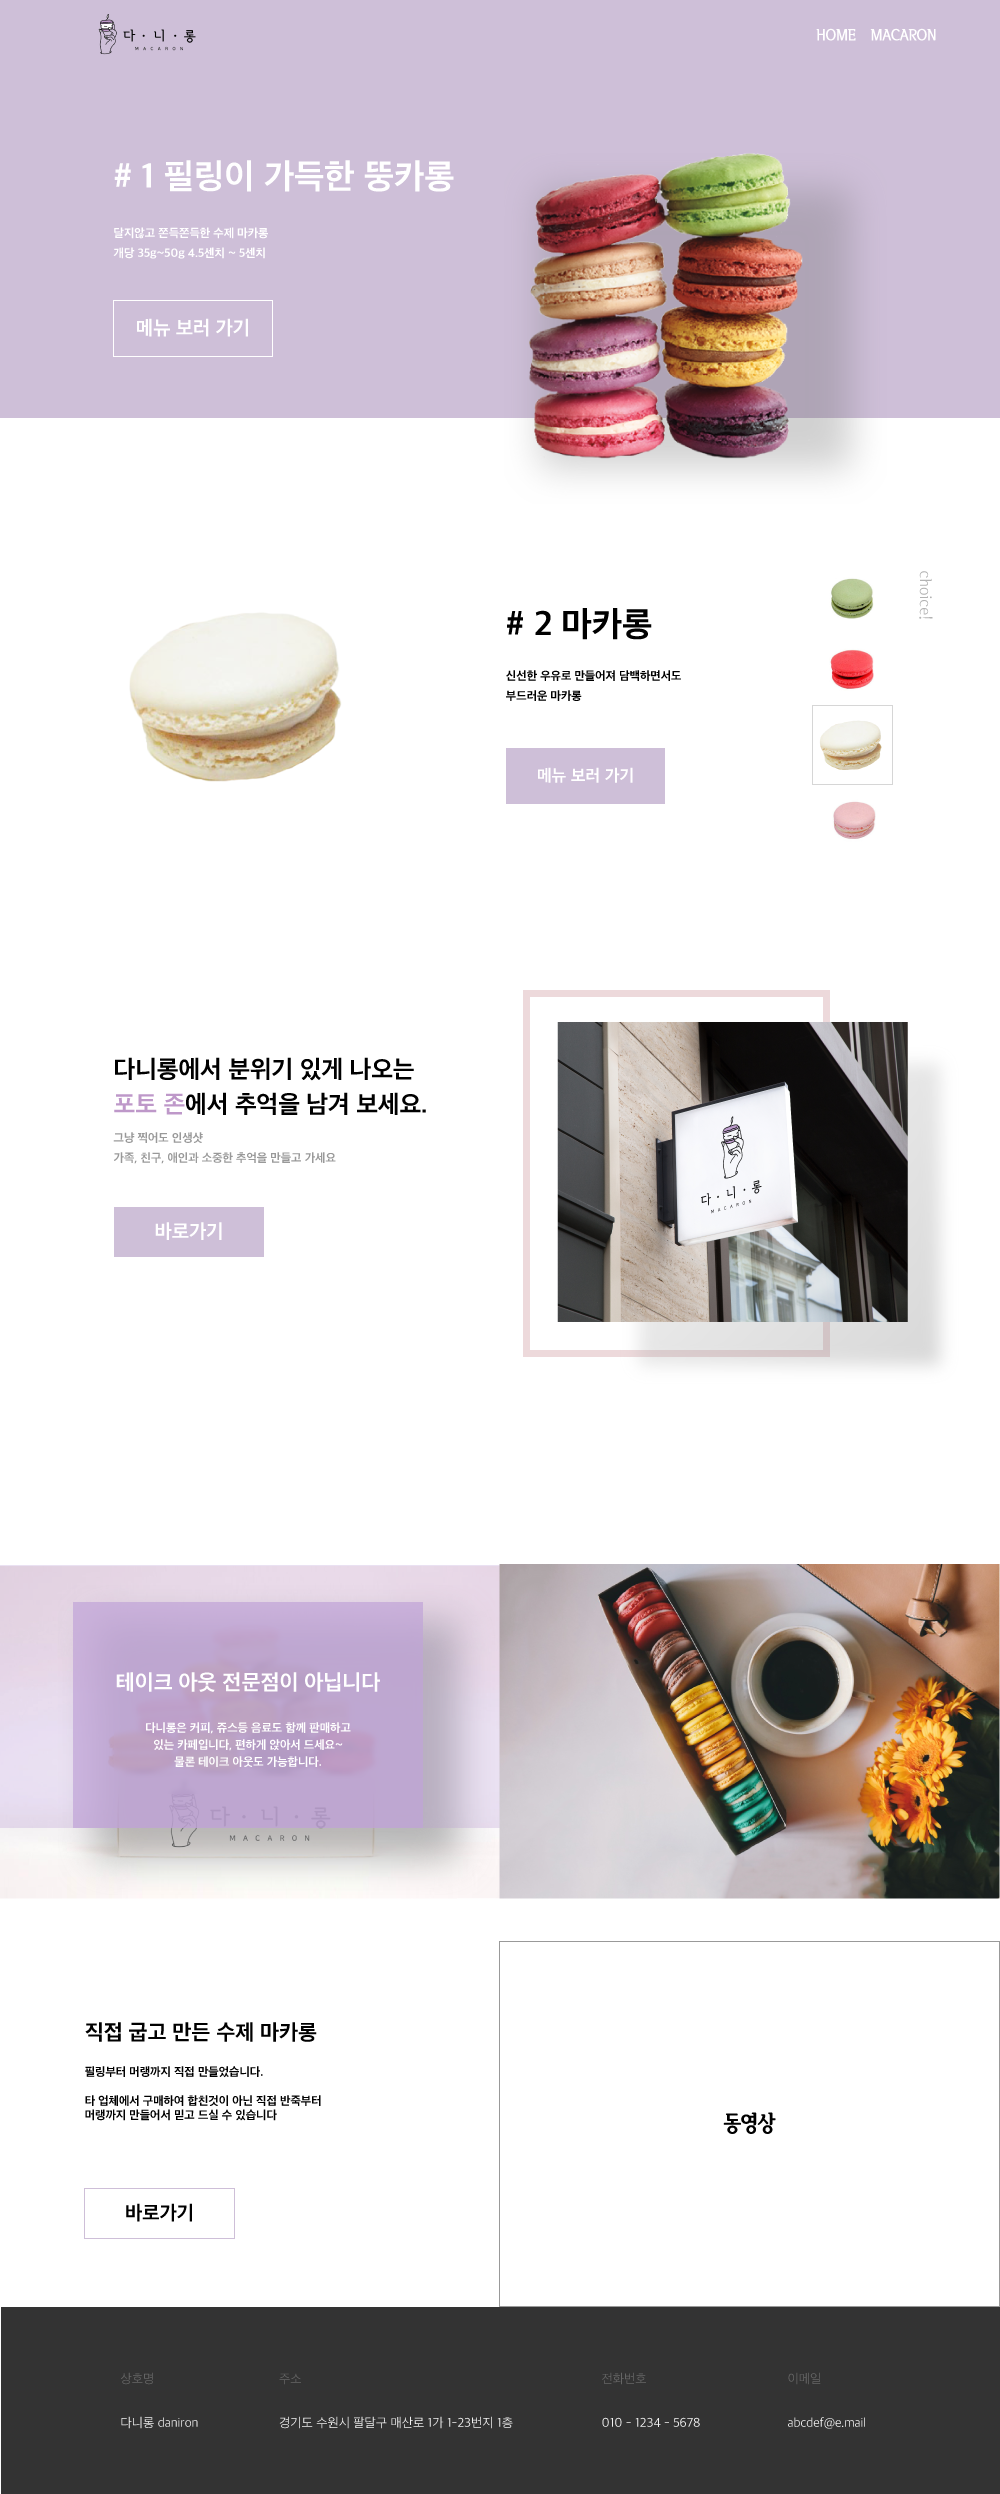 다·니·롱
MACARON
HOME MACARON
# 1 필링이 가득한 뚱카롱
달지않고 쫀득쫀득한 수제 마카롱
개당 35g~50g 4.5센치 ~ 5센치
메뉴 보러 가기
choice!
# 2 마카롱
신선한 우유로 만들어져 담백하면서도
부드러운 마카롱
메뉴 보러 가기
다니롱에서 분위기 있게 나오는
포토 존에서 추억을 남겨 보세요.
그냥 찍어도 인생샷
가족, 친구, 애인과 소중한 추억을 만들고 가세요
바로가기
다·니·롱
MACARON
테이크 아웃 전문점이 아닙니다
다니롱은 커피, 쥬스등 음료도 함께 판매하고
있는 카페입니다, 편하게 앉아서 드세요~
물론 테이크 아웃도 가능합니다.
다·니·롱
MACARON
직접 굽고 만든 수제 마카롱
필링부터 머랭까지 직접 만들었습니다.
타 업체에서 구매하여 합친것이 아닌 직접 반죽부터
머랭까지 만들어서 믿고 드실 수 있습니다
바로가기
동영상
상호명 주소 전화번호 이메일
다니롱 daniron 경기도 수원시 팔달구 매산로 1가 1-23번지 1층 010 - 1234 - 5678 abcdef@e.mail